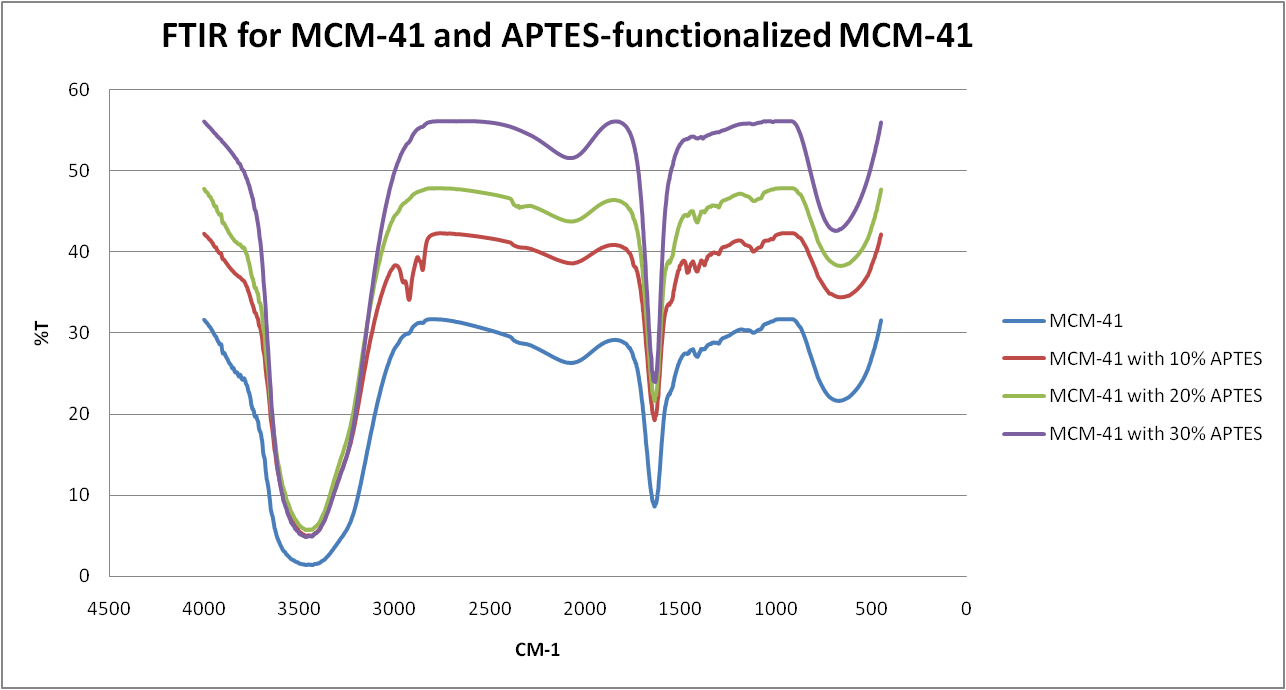 FTIR for MCM-41 and APTES-functionalized MCM-41
60
50
40
30
20
10
0
%T
4500 4000 3500 3000 2500 2000 1500 1000 500 0
CM-1
MCM-41
MCM-41 with 10% APTES
MCM-41 with 20% APTES
MCM-41 with 30% APTES